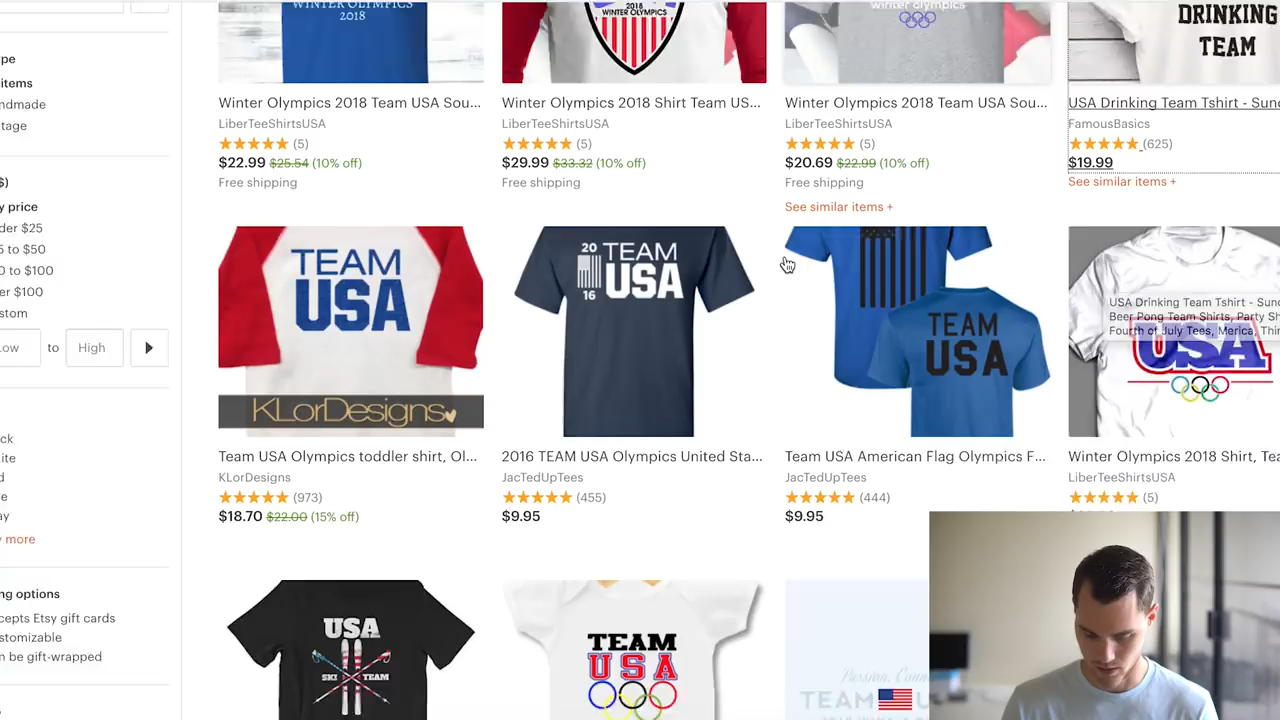 WINTER OLYMPICS
2018
2018
WINTER OLYMPICS
winter olympics
DRINKING
TEAM
pe
items
ndmade
tage
$)
y price
der $25
5 to $50
0 to $100
er $100
stom
ow
to
High
ck
ite
d
e
ay
more
ng options
cepts Etsy gift cards
stomizable
n be gift-wrapped
Winter Olympics 2018 Team USA Sou...
LiberTeeShirtsUSA
(5)
$22.99 $25.54 (10% off)
Free shipping
Winter Olympics 2018 Shirt Team US...
LiberTeeShirtsUSA
(5)
$29.99 $33.32 (10% off)
Free shipping
Winter Olympics 2018 Team USA Sou...
LiberTeeShirtsUSA
(5)
$20.69 $22.99 (10% off)
Free shipping
See similar items +
USA Drinking Team Tshirt - Sun
FamousBasics
(625)
$19.99
See similar items +
TEAM
USA
KLorDesigns
20
16
TEAM
USA
TEAM
USA
USA Drinking Team Tshirt - Sun
Beer Pong Team Shirts, Party Sh
Fourth of July Tees, Merica, Thir
USA
Team USA Olympics toddler shirt, Ol...
KLorDesigns
(973)
$18.70 $22.00 (15% off)
2016 TEAM USA Olympics United Sta...
JacTedUpTees
(455)
$9.95
Team USA American Flag Olympics F...
JacTedUpTees
(444)
$9.95
Winter Olympics 2018 Shirt, Tea
LiberTeeShirtsUSA
(5)
USA
SKI TEAM
TEAM
USA
Passion. Cour
TEAM U